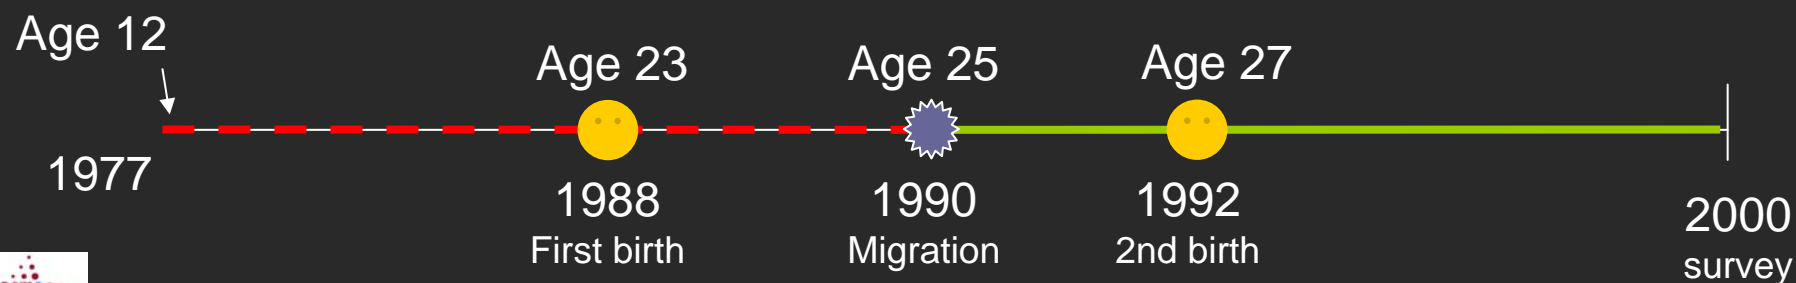 Age 12
Age 23
Age 25
Age 27
1977
1988
1990
1992
2000
First birth
Migration
2nd birth
survey